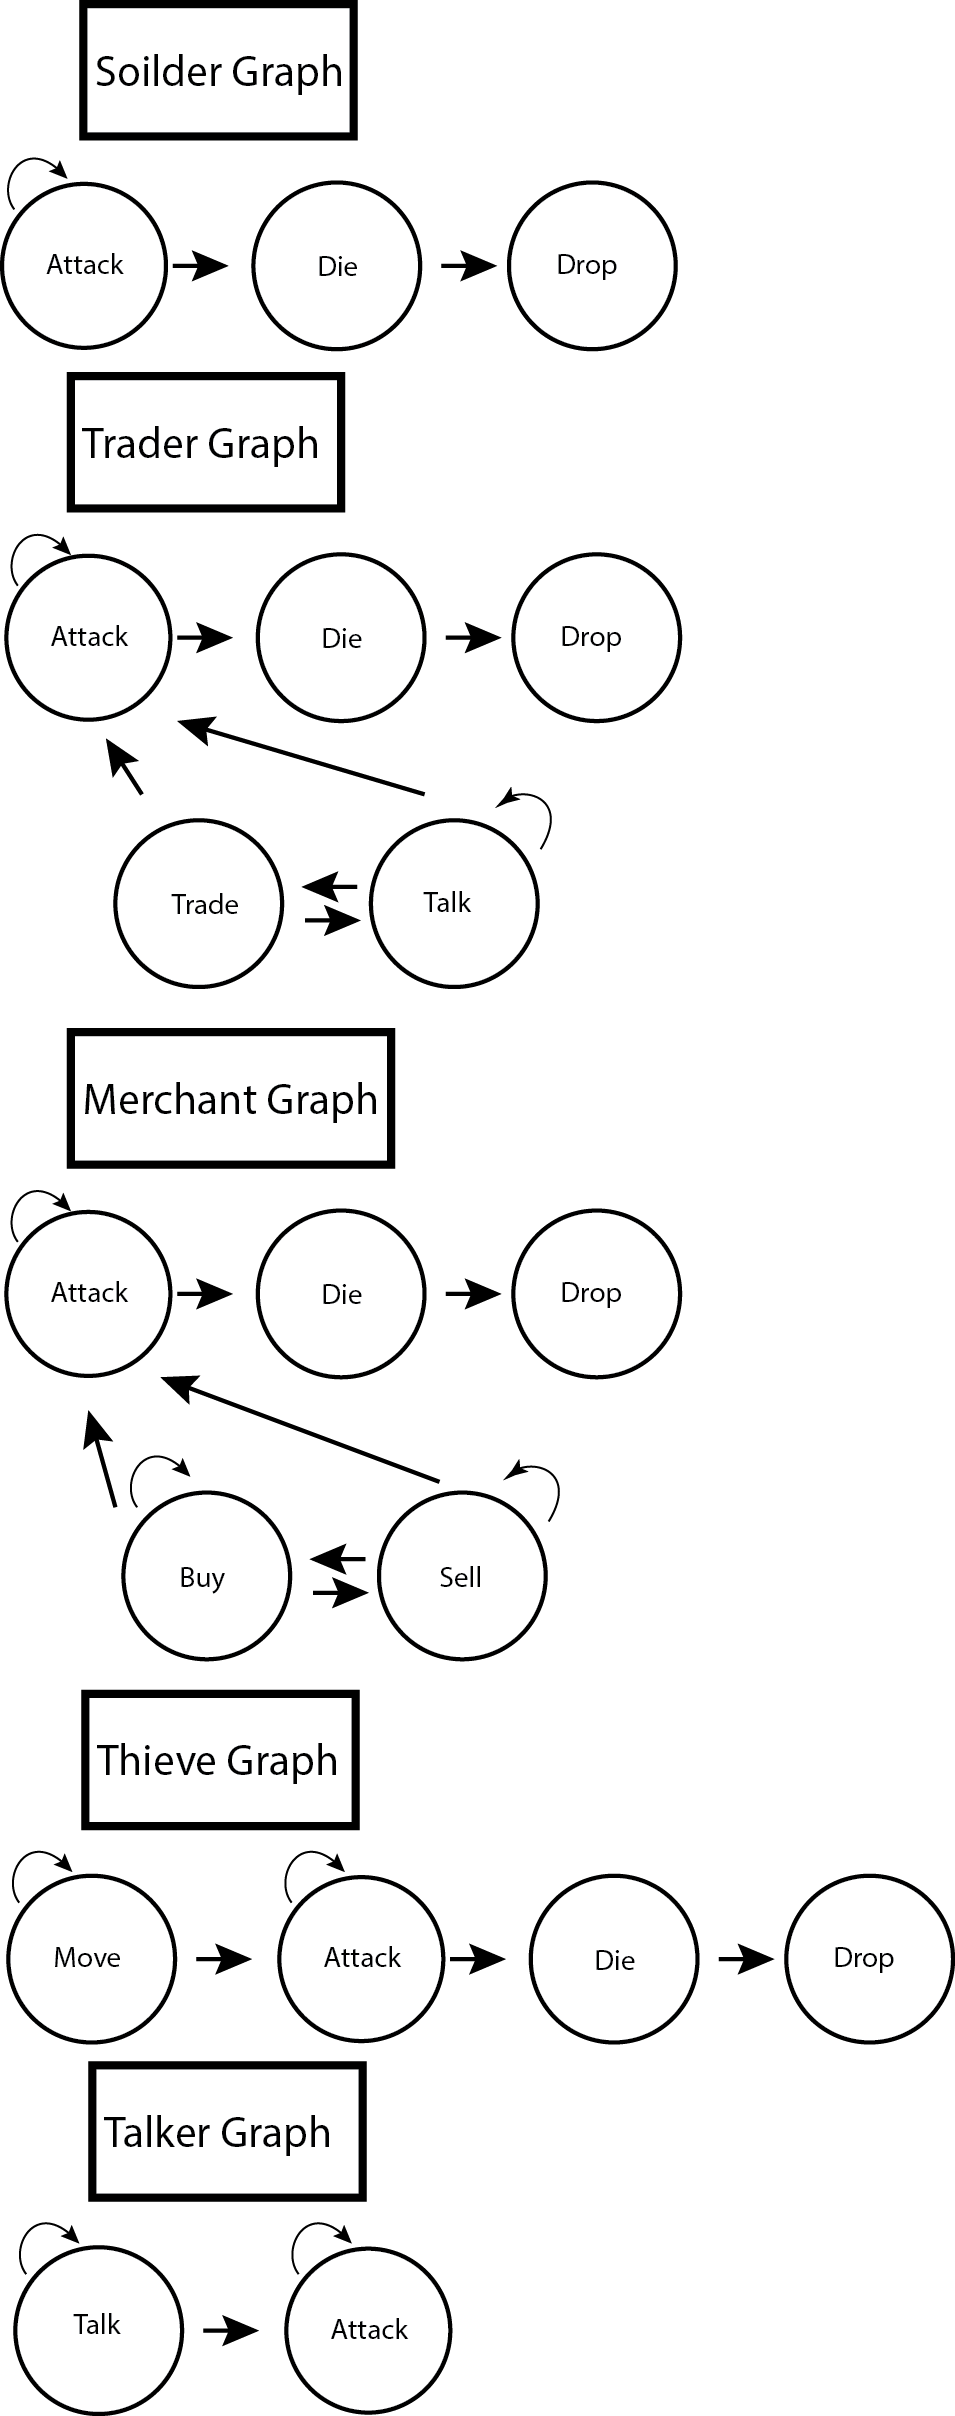 Soilder Graph
Attack
Die
Drop
Trader Graph
Attack
Die
Drop
Trade
Talk
Merchant Graph
Attack
Die
Drop
Buy
Sell
Thieve Graph
Move
Attack
Die
Drop
Talker Graph
Talk
Attack